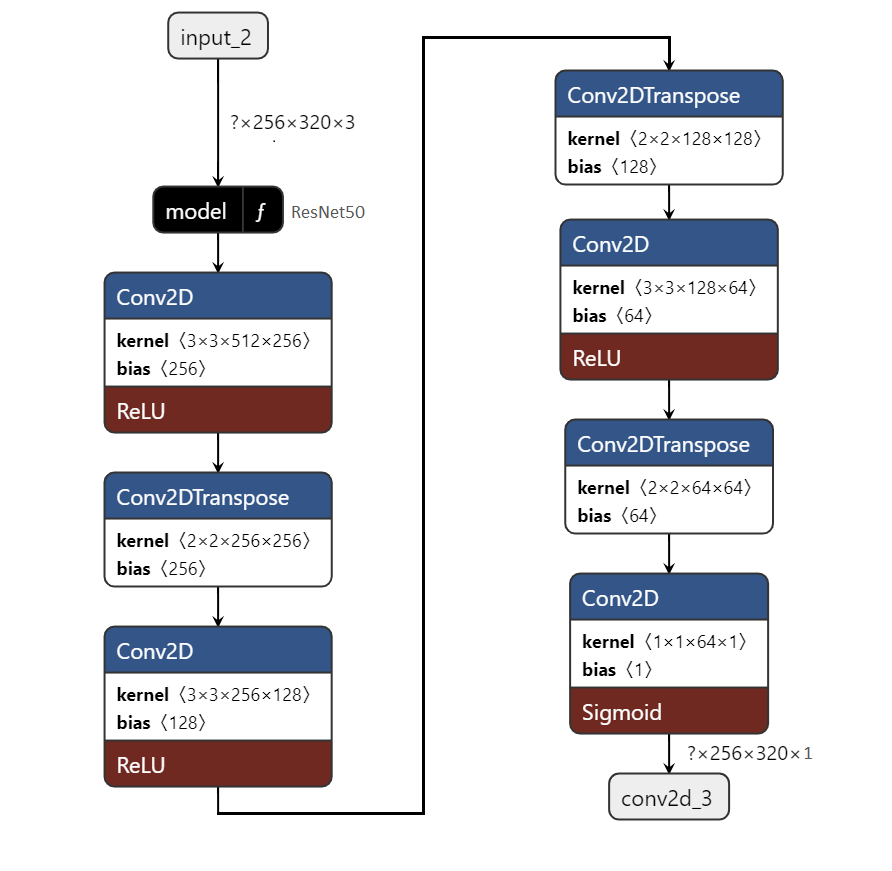 input_2
?×256×320×3
model ƒ ResNet50
Conv2D
kernel 〈3×3×512×256〉
bias 〈256〉
ReLU
Conv2DTranspose
kernel 〈2×2×256×256〉
bias 〈256〉
Conv2D
kernel 〈3×3×256×128〉
bias 〈128〉
ReLU
Conv2DTranspose
kernel 〈2×2×128×128〉
bias 〈128〉
Conv2D
kernel 〈3×3×128×64〉
bias 〈64〉
ReLU
Conv2DTranspose
kernel 〈2×2×64×64〉
bias 〈64〉
Conv2D
kernel 〈1×1×64×1〉
bias 〈1〉
Sigmoid
?×256×320×1
conv2d_3